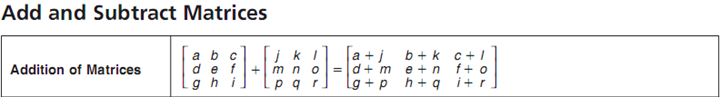 Add and Subtract Matrices
a b c j k l a + j b + k c + l
Addition of Matrices d e f + m n o = d + m e + n f + o
g h i p q r g + p h + q i + r